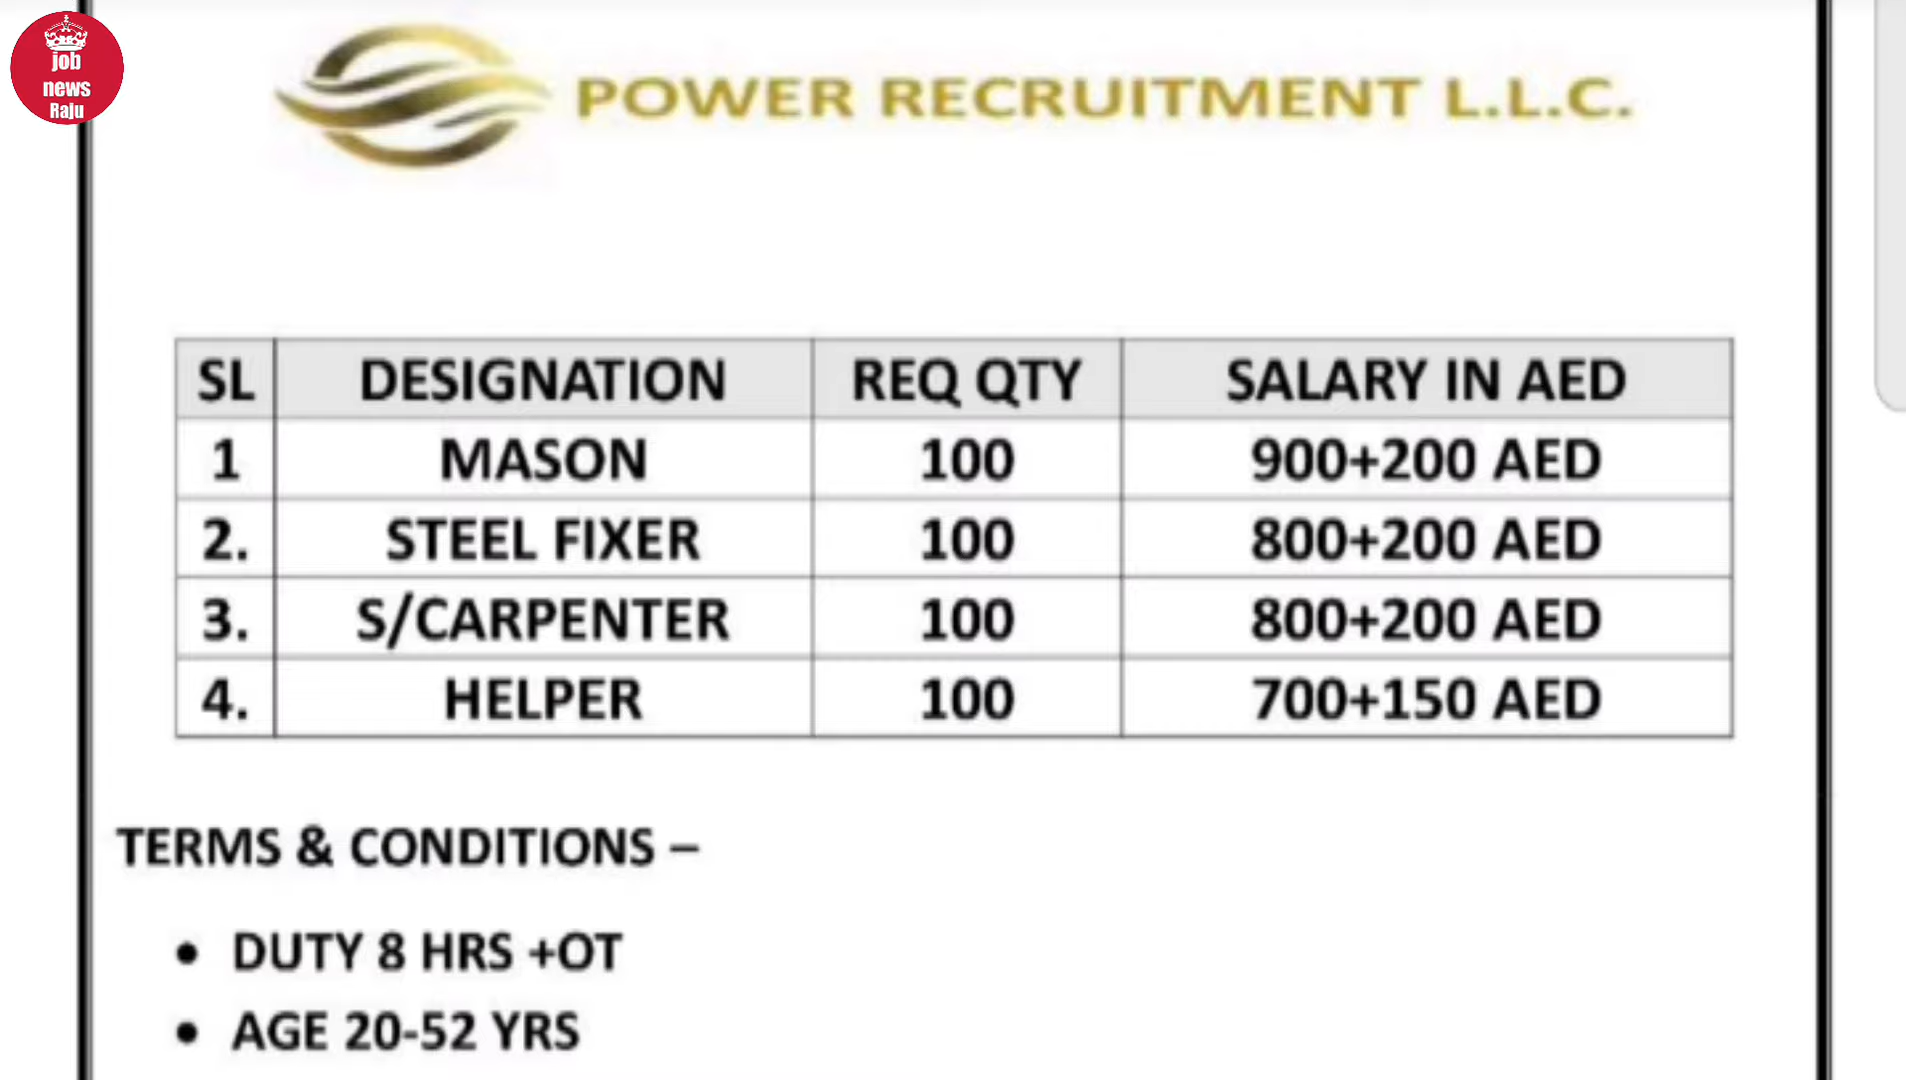 job
news
Raju
POWER RECRUITMENT L.L.C.
SL DESIGNATION REQ QTY SALARY IN AED
1 MASON 100 900+200 AED
2. STEEL FIXER 100 800+200 AED
3. S/CARPENTER 100 800+200 AED
4. HELPER 100 700+150 AED
TERMS & CONDITIONS –
• DUTY 8 HRS +OT
• AGE 20-52 YRS